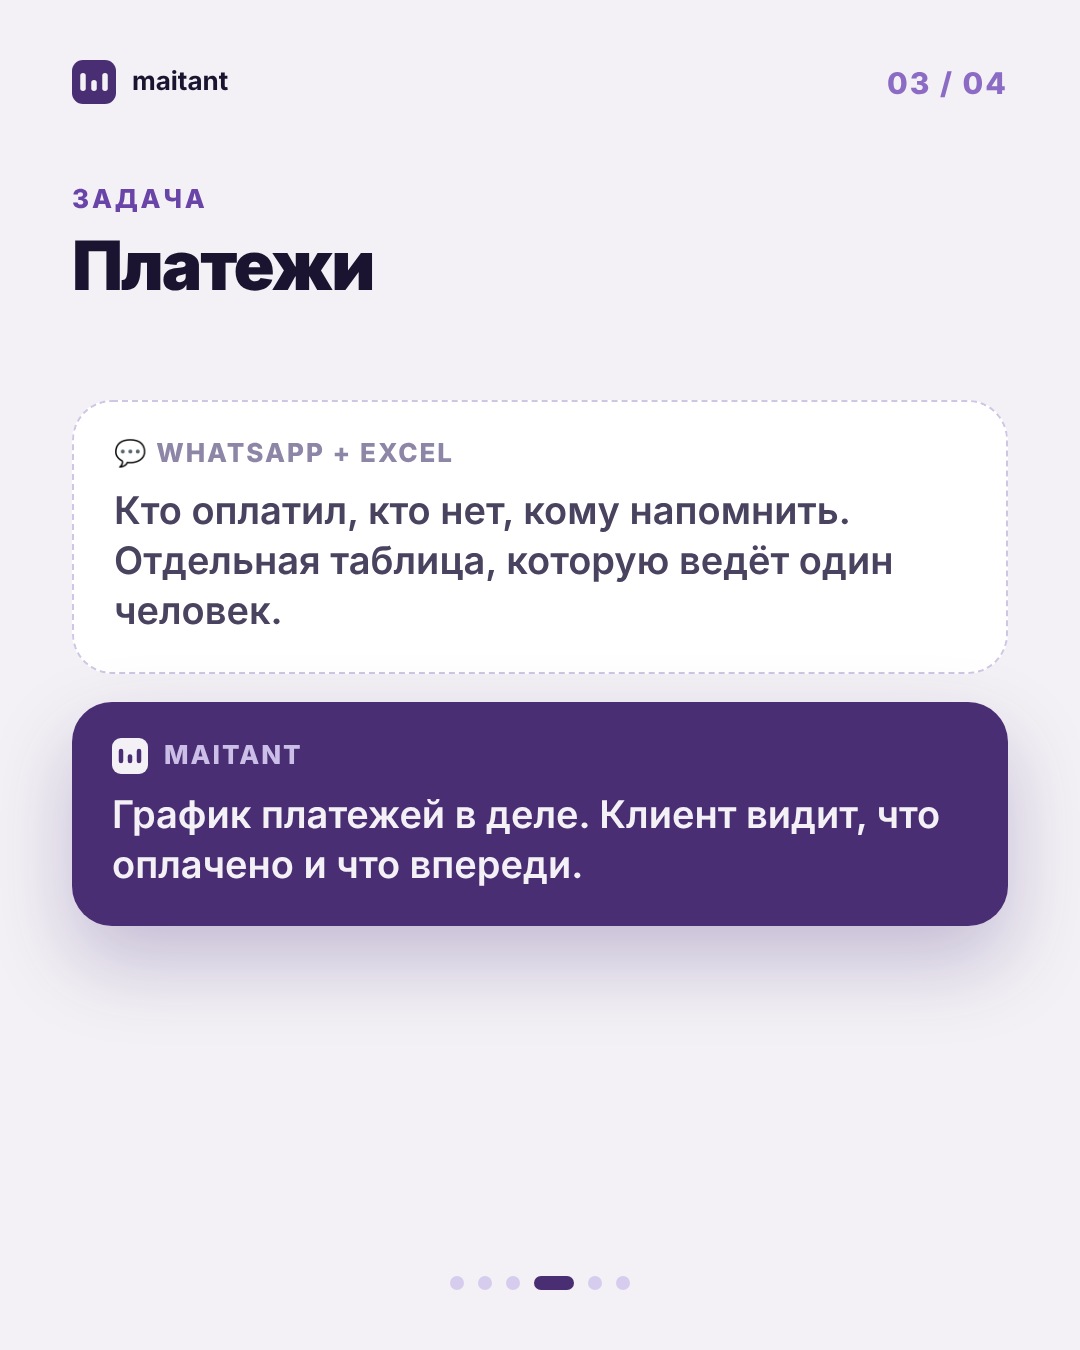 maitant
03 / 04
ЗАДАЧА
Платежи
💬 WHATSAPP + EXCEL
Кто оплатил, кто нет, кому напомнить.
Отдельная таблица, которую ведёт один
человек.
MAITANT
График платежей в деле. Клиент видит, что
оплачено и что впереди.